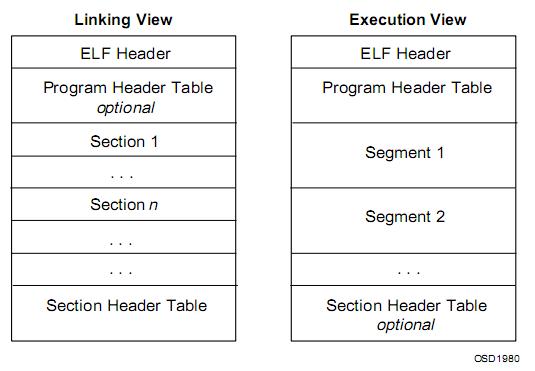 Linking View
ELF Header
Program Header Table
optional
Section 1
. . .
Section n
. . .
. . .
Section Header Table
Execution View
ELF Header
Program Header Table
Segment 1
Segment 2
. . .
Section Header Table
optional
OSD1980